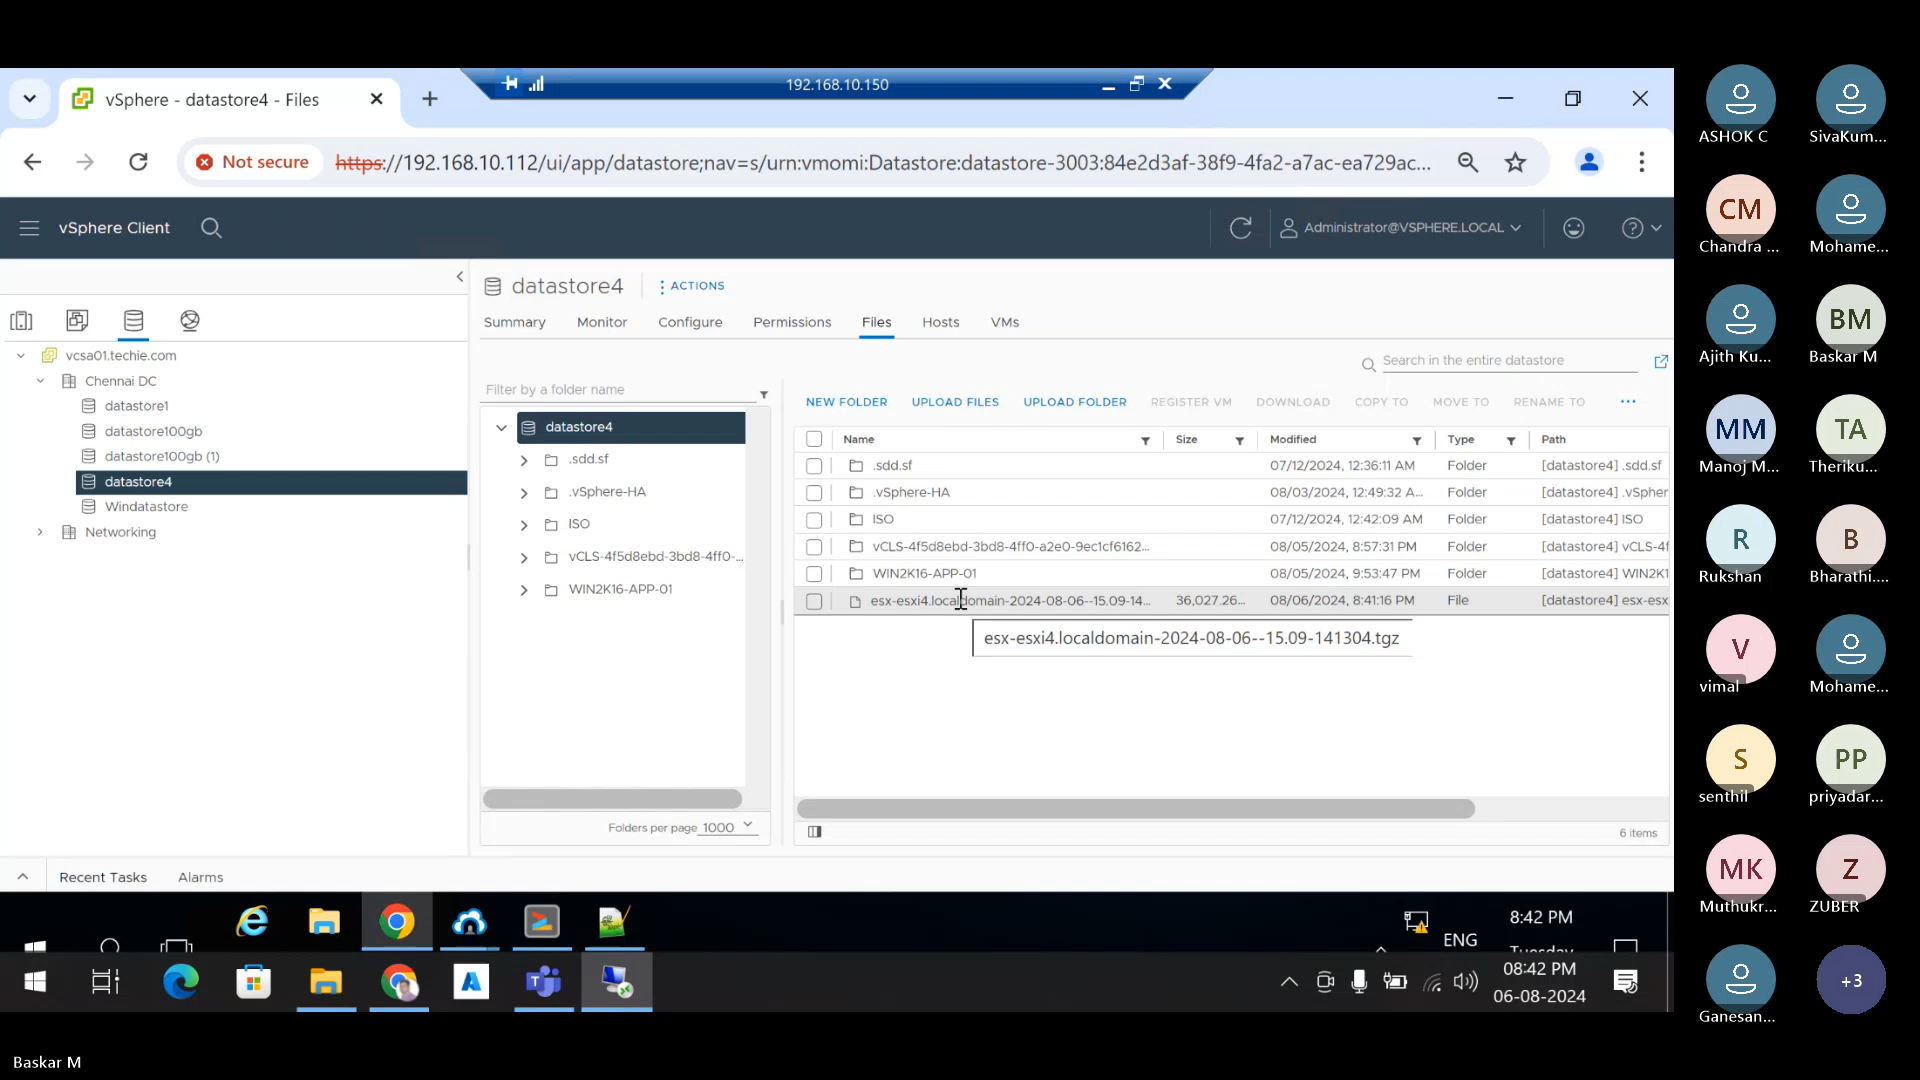 vSphere - datastore4 - Files
192.168.10.150
Not secure
https://192.168.10.112/ui/app/datastore;nav=s/urn:vmomi:Datastore:datastore-3003:84e2d3af-38f9-4fa2-a7ac-ea729ac...
vSphere Client
Administrator@VSPHERE.LOCAL
vcsa01.techie.com
Chennai DC
datastore1
datastore100gb
datastore100gb (1)
datastore4
Windatastore
Networking
datastore4
ACTIONS
Summary Monitor Configure Permissions Files Hosts VMs
Search in the entire datastore
Filter by a folder name
datastore4
.sdd.sf
.vSphere-HA
ISO
vCLS-4f5d8ebd-3bd8-4ff0-...
WIN2K16-APP-01
Folders per page 1000
NEW FOLDER UPLOAD FILES UPLOAD FOLDER REGISTER VM DOWNLOAD COPY TO MOVE TO RENAME TO ...
Name Size Modified Type Path
.sdd.sf 07/12/2024, 12:36:11 AM Folder [datastore4] .sdd.sf
.vSphere-HA 08/03/2024, 12:49:32 A... Folder [datastore4] .vSpher
ISO 07/12/2024, 12:42:09 AM Folder [datastore4] ISO
vCLS-4f5d8ebd-3bd8-4ff0-a2e0-9ec1cf6162... 08/05/2024, 8:57:31 PM Folder [datastore4] vCLS-4f
WIN2K16-APP-01 08/05/2024, 9:53:47 PM Folder [datastore4] WIN2K1
esx-esxi4.localdomain-2024-08-06--15.09-14... 36,027.26... 08/06/2024, 8:41:16 PM File [datastore4] esx-esx
esx-esxi4.localdomain-2024-08-06--15.09-141304.tgz
6 items
Recent Tasks Alarms
8:42 PM
ENG
Tuesday
08:42 PM
06-08-2024
ASHOK C
SivaKum...
CM
Chandra ...
Mohame...
Ajith Ku...
BM
Baskar M
MM
Manoj M...
TA
Theriku...
R
Rukshan
B
Bharathi....
V
vimal
Mohame...
S
senthil
PP
priyadar...
MK
Muthukr...
Z
ZUBER
Ganesan...
+3
Baskar M